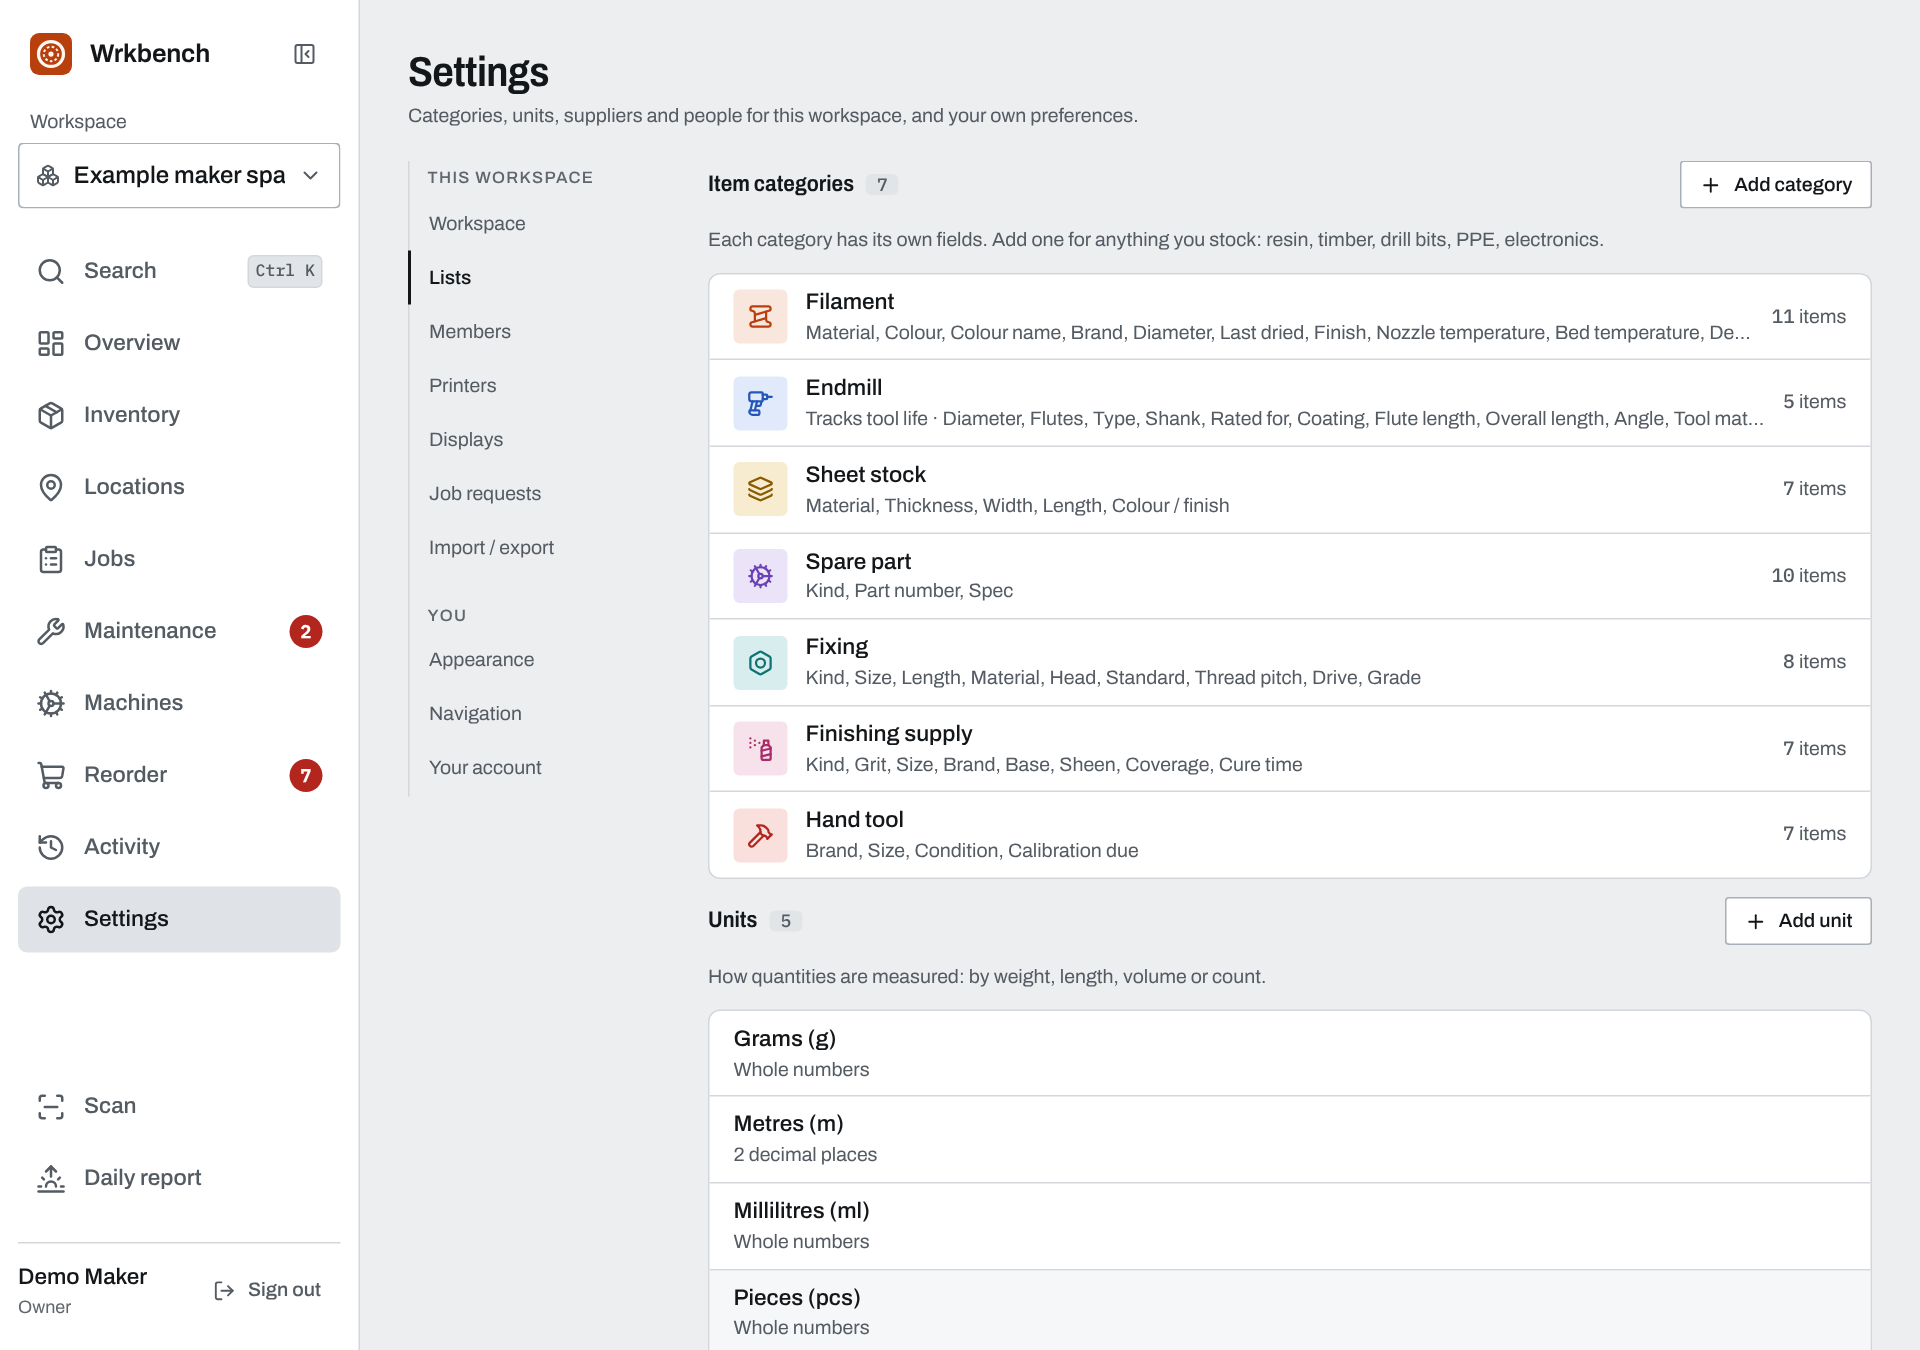 Wrkbench
Workspace
Example maker spa
Search
Ctrl K
Overview
Inventory
Locations
Jobs
Maintenance
2
Machines
Reorder
7
Activity
Settings
Scan
Daily report
Demo Maker
Owner
Sign out
Settings
Categories, units, suppliers and people for this workspace, and your own preferences.
THIS WORKSPACE
Workspace
Lists
Members
Printers
Displays
Job requests
Import / export
YOU
Appearance
Navigation
Your account
Item categories 7
Add category
Each category has its own fields. Add one for anything you stock: resin, timber, drill bits, PPE, electronics.
Filament
Material, Colour, Colour name, Brand, Diameter, Last dried, Finish, Nozzle temperature, Bed temperature, De...
11 items
Endmill
Tracks tool life · Diameter, Flutes, Type, Shank, Rated for, Coating, Flute length, Overall length, Angle, Tool mat...
5 items
Sheet stock
Material, Thickness, Width, Length, Colour / finish
7 items
Spare part
Kind, Part number, Spec
10 items
Fixing
Kind, Size, Length, Material, Head, Standard, Thread pitch, Drive, Grade
8 items
Finishing supply
Kind, Grit, Size, Brand, Base, Sheen, Coverage, Cure time
7 items
Hand tool
Brand, Size, Condition, Calibration due
7 items
Units 5
Add unit
How quantities are measured: by weight, length, volume or count.
Grams (g)
Whole numbers
Metres (m)
2 decimal places
Millilitres (ml)
Whole numbers
Pieces (pcs)
Whole numbers